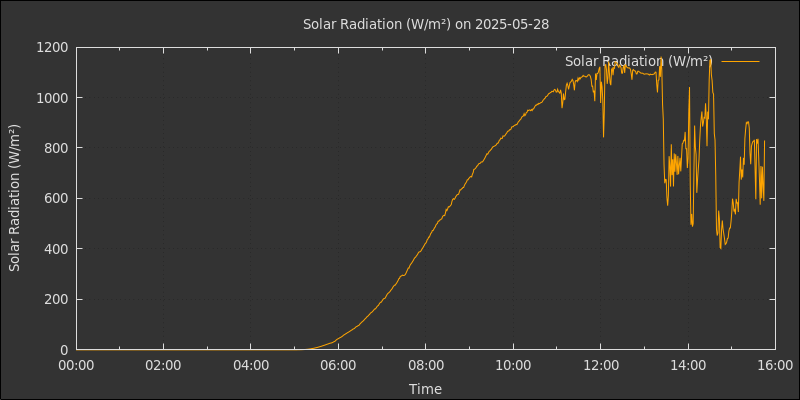 Solar Radiation (W/m²) on 2025-05-28
Solar Radiation (W/m²)
Solar Radiation (W/m²)
1200
1000
800
600
400
200
0
00:00 02:00 04:00 06:00 08:00 10:00 12:00 14:00 16:00
Time